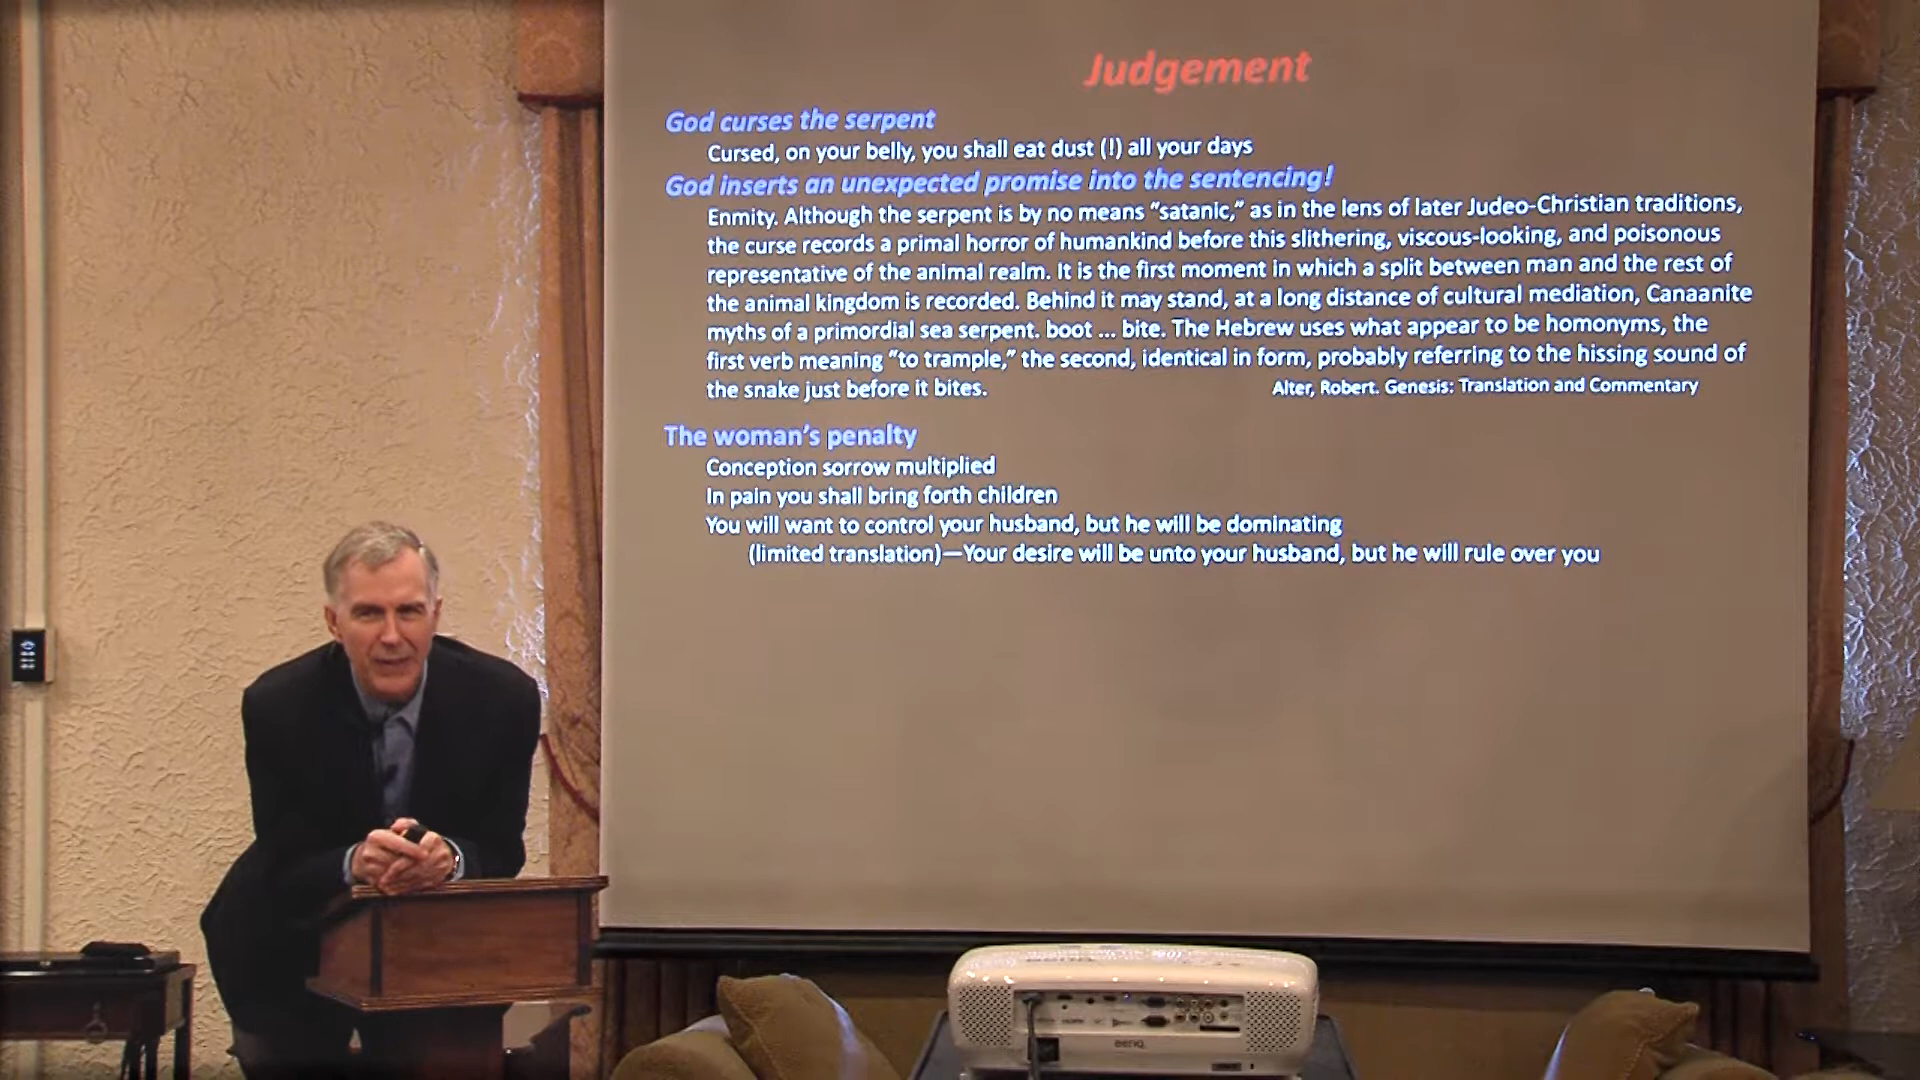 Judgement
God curses the serpent
Cursed, on your belly, you shall eat dust (!) all your days
God inserts an unexpected promise into the sentencing!
Enmity. Although the serpent is by no means “satanic,” as in the lens of later Judeo-Christian traditions,
the curse records a primal horror of humankind before this slithering, viscous-looking, and poisonous
representative of the animal realm. It is the first moment in which a split between man and the rest of
the animal kingdom is recorded. Behind it may stand, at a long distance of cultural mediation, Canaanite
myths of a primordial sea serpent. boot ... bite. The Hebrew uses what appear to be homonyms, the
first verb meaning “to trample,” the second, identical in form, probably referring to the hissing sound of
the snake just before it bites. Alter, Robert. Genesis: Translation and Commentary
The woman’s penalty
Conception sorrow multiplied
In pain you shall bring forth children
You will want to control your husband, but he will be dominating
(limited translation)—Your desire will be unto your husband, but he will rule over you
BenQ